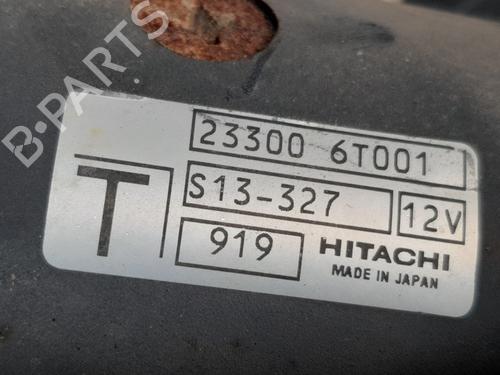 B-PARTS
23300 6T001
T
S13-327
12V
919
HITACHI
MADE IN JAPAN